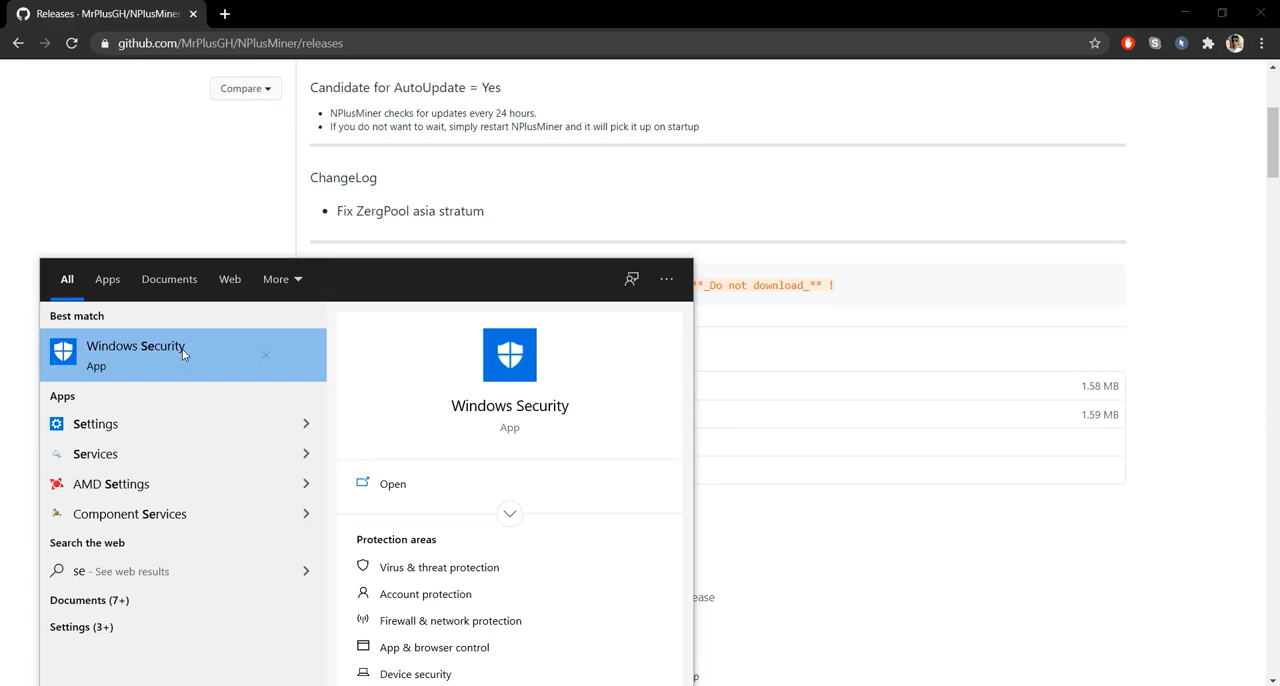 Releases · MrPlusGH/NPlusMiner
github.com/MrPlusGH/NPlusMiner/releases
Compare
Candidate for AutoUpdate = Yes
NPlusMiner checks for updates every 24 hours.
If you do not want to wait, simply restart NPlusMiner and it will pick it up on startup
ChangeLog
Fix ZergPool asia stratum
**_Do not download_** !
1.58 MB
1.59 MB
All Apps Documents Web More
Best match
Windows Security
App
Apps
Settings
Services
AMD Settings
Component Services
Search the web
se - See web results
Documents (7+)
Settings (3+)
Windows Security
App
Open
Protection areas
Virus & threat protection
Account protection
Firewall & network protection
App & browser control
Device security